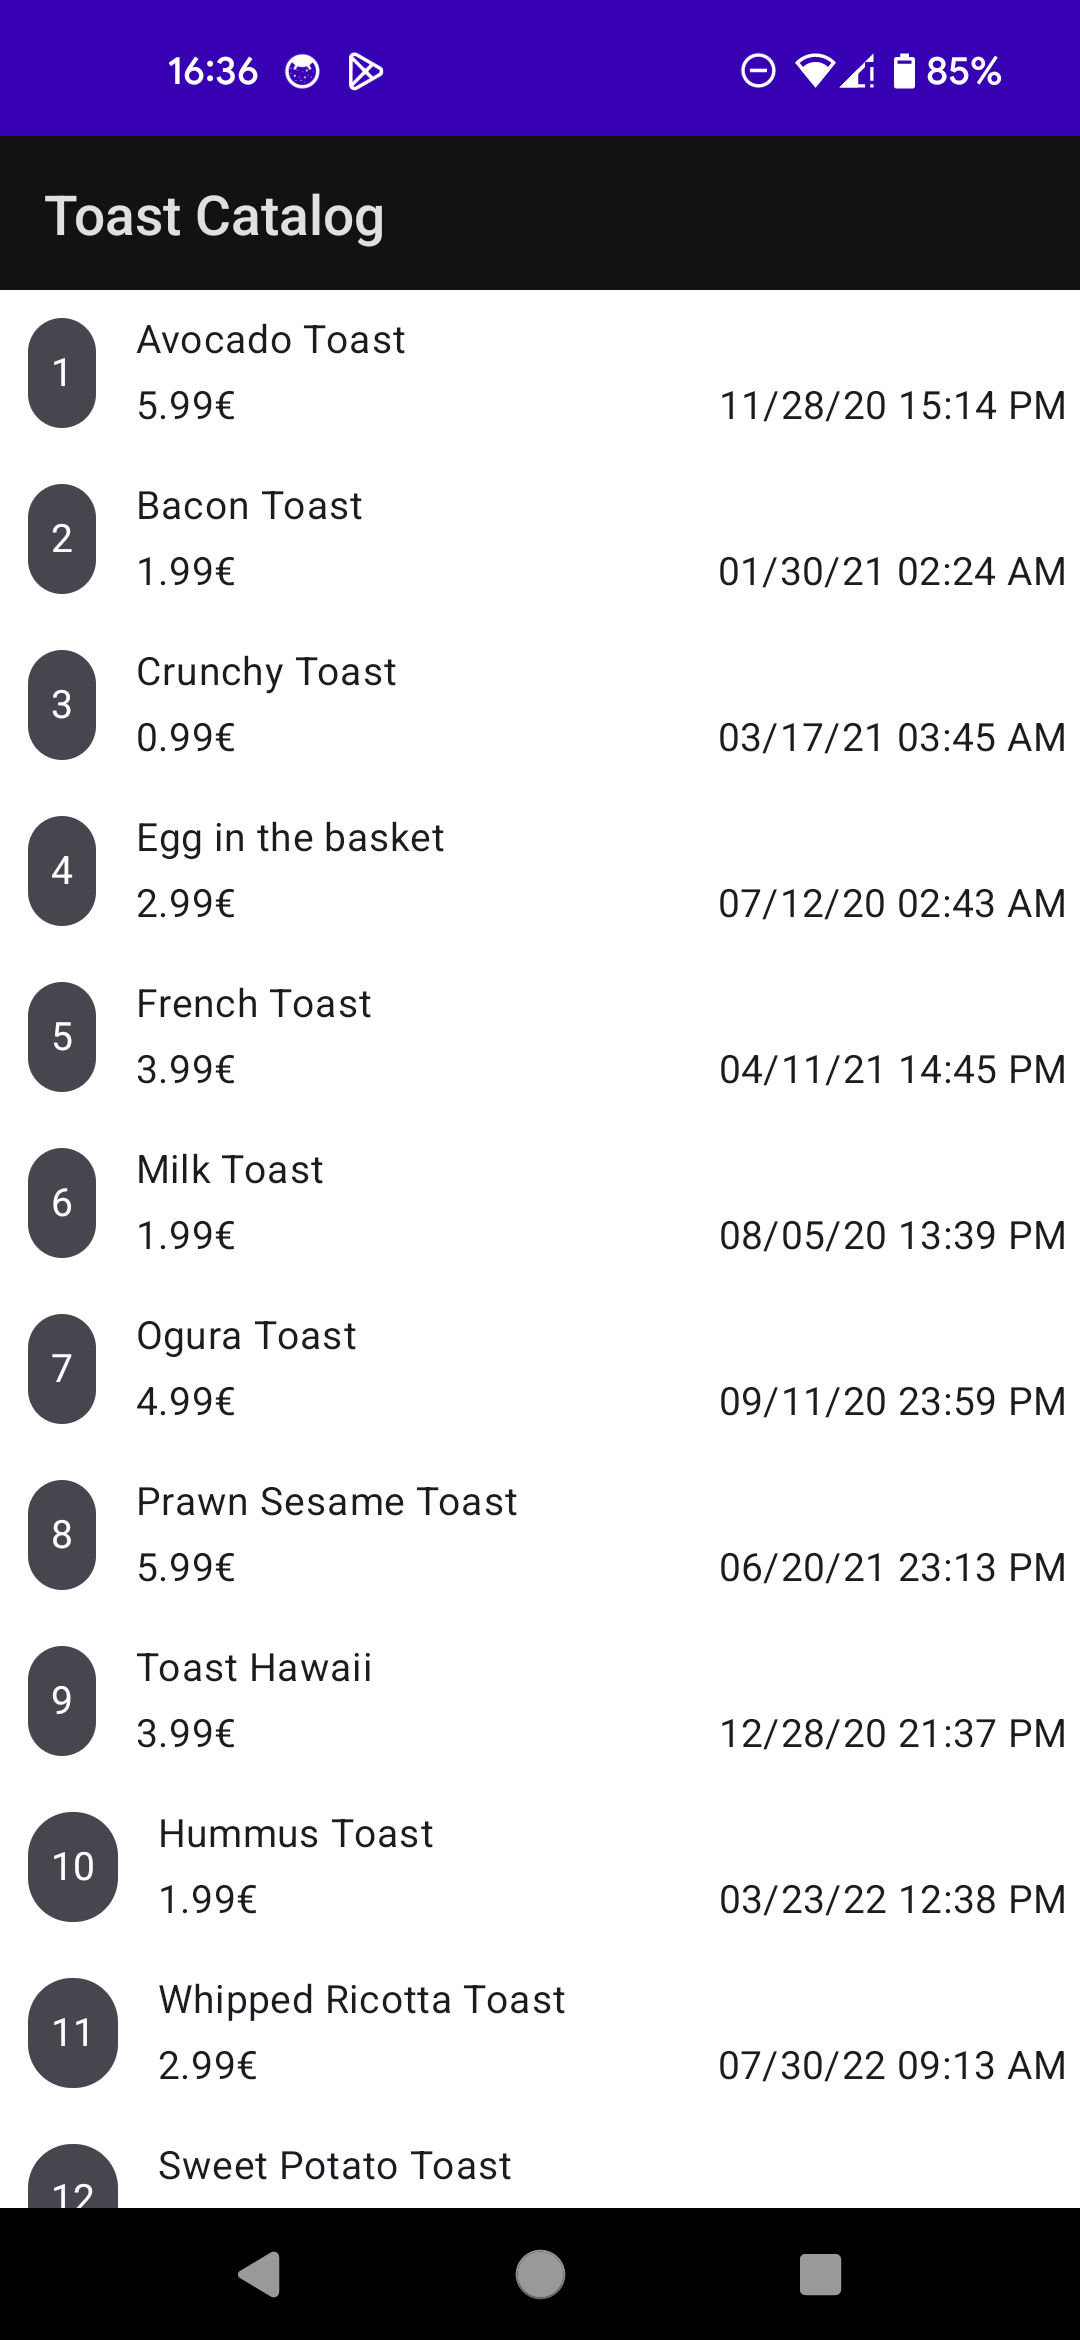 16:36 85%
Toast Catalog
1 Avocado Toast
5.99€ 11/28/20 15:14 PM
2 Bacon Toast
1.99€ 01/30/21 02:24 AM
3 Crunchy Toast
0.99€ 03/17/21 03:45 AM
4 Egg in the basket
2.99€ 07/12/20 02:43 AM
5 French Toast
3.99€ 04/11/21 14:45 PM
6 Milk Toast
1.99€ 08/05/20 13:39 PM
7 Ogura Toast
4.99€ 09/11/20 23:59 PM
8 Prawn Sesame Toast
5.99€ 06/20/21 23:13 PM
9 Toast Hawaii
3.99€ 12/28/20 21:37 PM
10 Hummus Toast
1.99€ 03/23/22 12:38 PM
11 Whipped Ricotta Toast
2.99€ 07/30/22 09:13 AM
12 Sweet Potato Toast